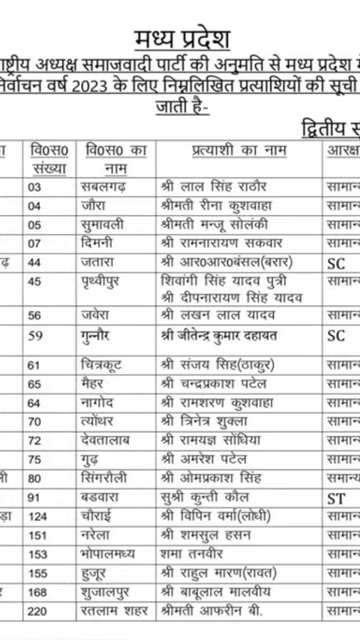 मध्य प्रदेश
ाष्ट्रीय अध्यक्ष समाजवादी पार्टी की अनुमति से मध्य प्रदेश में
नेर्वाचन वर्ष 2023 के लिए निम्नलिखित प्रत्याशियों की सूची
जाती है-
द्वितीय स
वि0स0 संख्या वि0स0 का नाम प्रत्याशी का नाम आरक्ष
03 सबलगढ़ श्री लाल सिंह राठौर सामान्
04 जौरा श्रीमती रीना कुशवाहा सामान्
05 सुमावली श्रीमती मन्जू सोलंकी सामान्
07 दिमनी श्री रामनारायण सकवार सामान्
ढ़ 44 जतारा श्री आर0आर0बंसल(बरार) SC
45 पृथ्वीपुर शिवांगी सिंह यादव पुत्री सामान्
श्री दीपनारायण सिंह यादव
56 जवेरा श्री लखन लाल यादव सामान्
59 गुन्नौर श्री जीतेन्द्र कुमार दहायत SC
61 चित्रकूट श्री संजय सिह(ठाकुर) सामान्
65 मैहर श्री चन्द्रप्रकाश पटेल सामान्
64 नागोद श्री रामशरण कुशवाहा सामान्
70 त्योंथर श्री त्रिनेत्र शुक्ला सामान्
72 देवतालाब श्री रामयज्ञ सोंधिया सामान्
75 गुढ़ श्री अमरेश पटेल सामान्
ली 80 सिंगरौली श्री ओमप्रकाश सिंह समान्य
91 बडवारा सुश्री कुन्ती कौल ST
ड़ा 124 चौराई श्री विपिन वर्मा(लोधी) सामान्
151 नरेला श्री शमसुल हसन सामान्
153 भोपालमध्य शमा तनवीर सामान्
155 हुजूर श्री राहुल मारण(रावत) सामान्
र 168 शुजालपुर श्री बाबूलाल मालवीय सामान्
220 रतलाम शहर श्रीमती आफरीन बी. सामान्